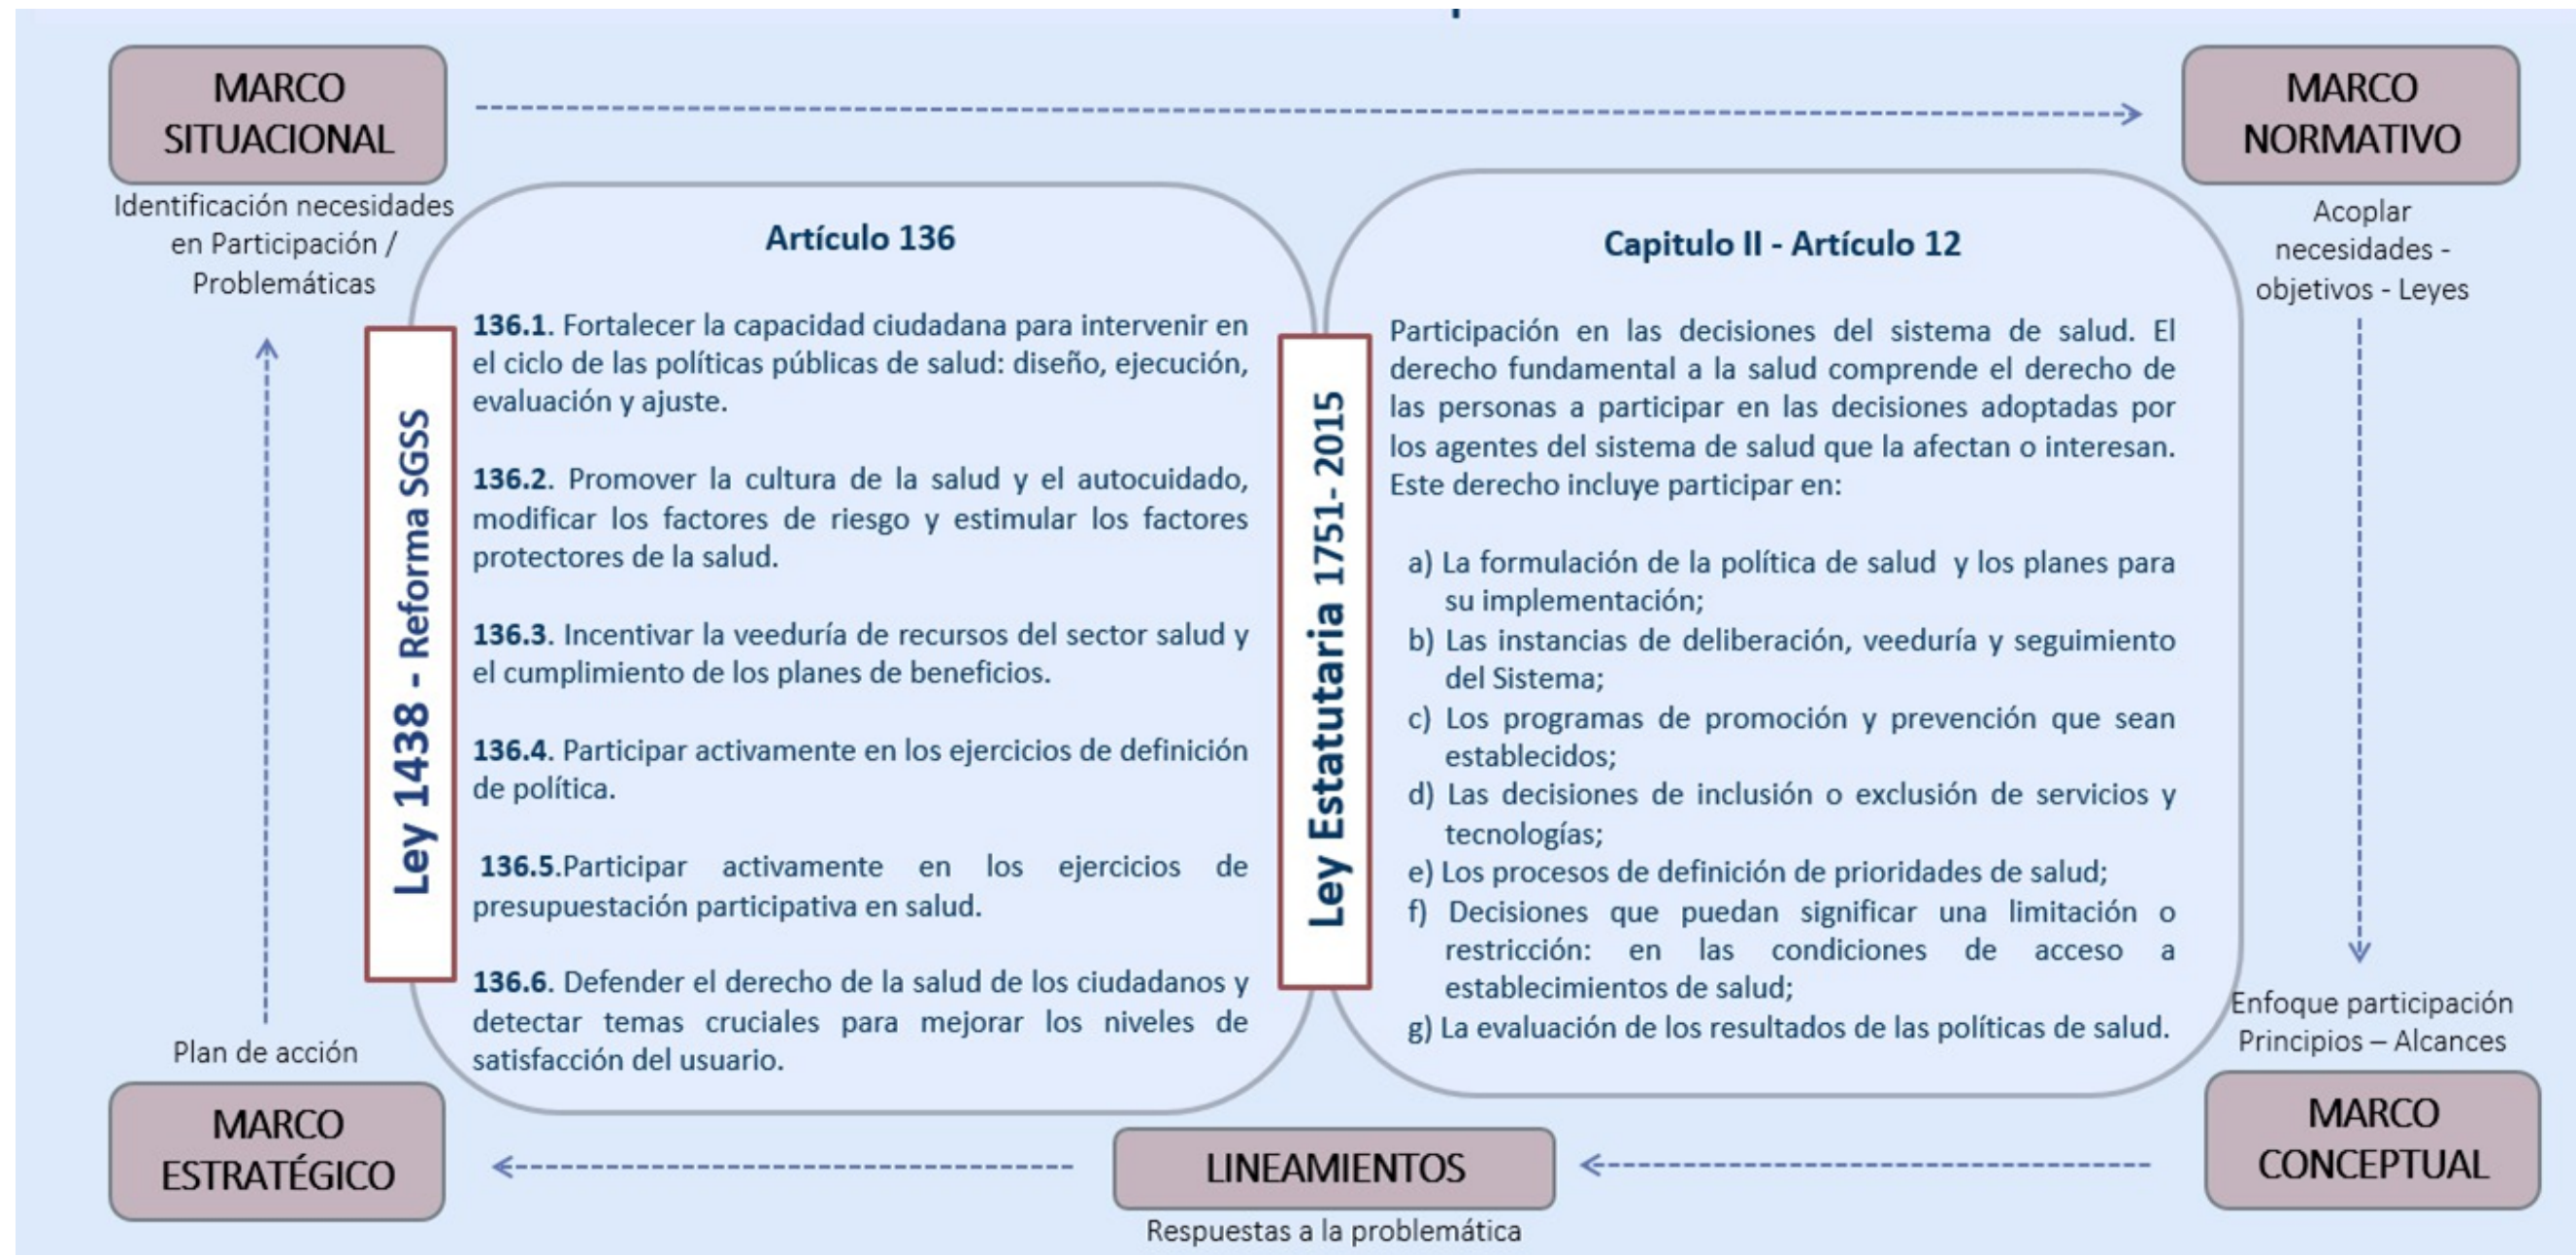 MARCO
SITUACIONAL
Identificación necesidades
en Participación /
Problemáticas
MARCO
NORMATIVO
Acoplar
necesidades -
objetivos - Leyes
Ley 1438 - Reforma SGSS
Artículo 136
136.1. Fortalecer la capacidad ciudadana para intervenir en
el ciclo de las políticas públicas de salud: diseño, ejecución,
evaluación y ajuste.
136.2. Promover la cultura de la salud y el autocuidado,
modificar los factores de riesgo y estimular los factores
protectores de la salud.
136.3. Incentivar la veeduría de recursos del sector salud y
el cumplimiento de los planes de beneficios.
136.4. Participar activamente en los ejercicios de definición
de política.
136.5.Participar activamente en los ejercicios de
presupuestación participativa en salud.
136.6. Defender el derecho de la salud de los ciudadanos y
detectar temas cruciales para mejorar los niveles de
satisfacción del usuario.
Ley Estatutaria 1751- 2015
Capitulo II - Artículo 12
Participación en las decisiones del sistema de salud. El
derecho fundamental a la salud comprende el derecho de
las personas a participar en las decisiones adoptadas por
los agentes del sistema de salud que la afectan o interesan.
Este derecho incluye participar en:
a) La formulación de la política de salud y los planes para
su implementación;
b) Las instancias de deliberación, veeduría y seguimiento
del Sistema;
c) Los programas de promoción y prevención que sean
establecidos;
d) Las decisiones de inclusión o exclusión de servicios y
tecnologías;
e) Los procesos de definición de prioridades de salud;
f) Decisiones que puedan significar una limitación o
restricción: en las condiciones de acceso a
establecimientos de salud;
g) La evaluación de los resultados de las políticas de salud.
Enfoque participación
Principios – Alcances
MARCO
CONCEPTUAL
LINEAMIENTOS
Respuestas a la problemática
Plan de acción
MARCO
ESTRATÉGICO